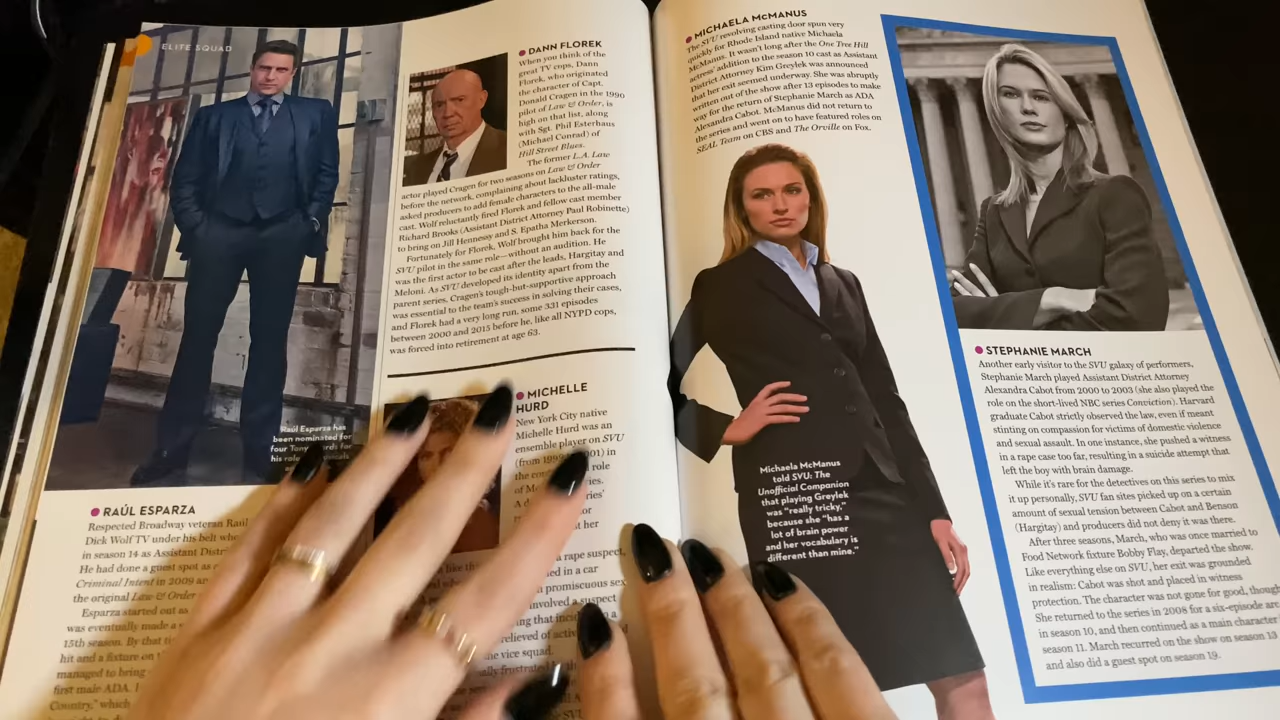 ELITE SQUAD
Raúl Esparza has
been nominated for
four Tony
his role
RAÚL ESPARZA
Respected Broadway veteran Raúl
Dick Wolf TV under his belt
in season 14 as Assistant
He had done a guest spot as
Criminal Intent in 2009
the original Law & Order
Esparza started out as
was eventually made a
15th season. By that
hit and a fixture on
managed to bring
first male ADA.
Country," which
DANN FLOREK
When you think of the
great TV cops, Dann
Florek, who originated
the character of Capt.
Donald Cragen in the 1990
pilot of Law & Order, is
high on that list, along
with Sgt. Phil Esterhaus
(Michael Conrad) of
Hill Street Blues.
The former L.A. Law
actor played Cragen for two seasons on Law & Order
before the network, complaining about lackluster ratings,
asked producers to add female characters to the all-male
cast. Wolf reluctantly fired Florek and fellow cast member
Richard Brooks (Assistant District Attorney Paul Robinette)
to bring on Jill Hennessy and S. Epatha Merkerson.
Fortunately for Florek, Wolf brought him back for the
SVU pilot in the same role—without an audition. He
was the first actor to be cast after the leads, Hargitay and
Meloni. As SVU developed its identity apart from the
parent series, Cragen's tough-but-supportive approach
was essential to the team's success in solving their cases,
and Florek had a very long run, some 331 episodes
between 2000 and 2015 before he, like all NYPD cops,
was forced into retirement at age 63.
MICHELLE
HURD
New York City native
Michelle Hurd was an
ensemble player on SVU
(from 1999 in
the role
of
A
her
a rape suspect,
in a car
a promiscuous sex
involved a suspect
that
relieved of
the vice squad.
frustrated
MICHAELA McMANUS
The SVU revolving casting door spun very
quickly for Rhode Island native Michaela
McManus. It wasn't long after the One Tree Hill
actress' addition to the season 10 cast as Assistant
District Attorney Kim Greylek was announced
that her exit seemed underway. She was abruptly
written out of the show after 13 episodes to make
way for the return of Stephanie March as ADA
Alexandra Cabot. McManus did not return to
the series and went on to have featured roles on
SEAL Team on CBS and The Orville on Fox.
Michaela McManus
told SVU: The
Unofficial Companion
that playing Greylek
was "really tricky,"
because she "has a
lot of brain power
and her vocabulary is
different than mine."
STEPHANIE MARCH
Another early visitor to the SVU galaxy of performers,
Stephanie March played Assistant District Attorney
Alexandra Cabot from 2000 to 2003 (she also played the
role on the short-lived NBC series Conviction). Harvard
graduate Cabot strictly observed the law, even if meant
stinting on compassion for victims of domestic violence
and sexual assault. In one instance, she pushed a witness
in a rape case too far, resulting in a suicide attempt that
left the boy with brain damage.
While it's rare for the detectives on this series to mix
it up personally, SVU fan sites picked up on a certain
amount of sexual tension between Cabot and Benson
(Hargitay) and producers did not deny it was there.
After three seasons, March, who was once married to
Food Network fixture Bobby Flay, departed the show.
Like everything else on SVU, her exit was grounded
in realism: Cabot was shot and placed in witness
protection. The character was not gone for good, though
She returned to the series in 2008 for a six-episode arc
in season 10, and then continued as a main character
season 11. March recurred on the show on season 13
and also did a guest spot on season 19.